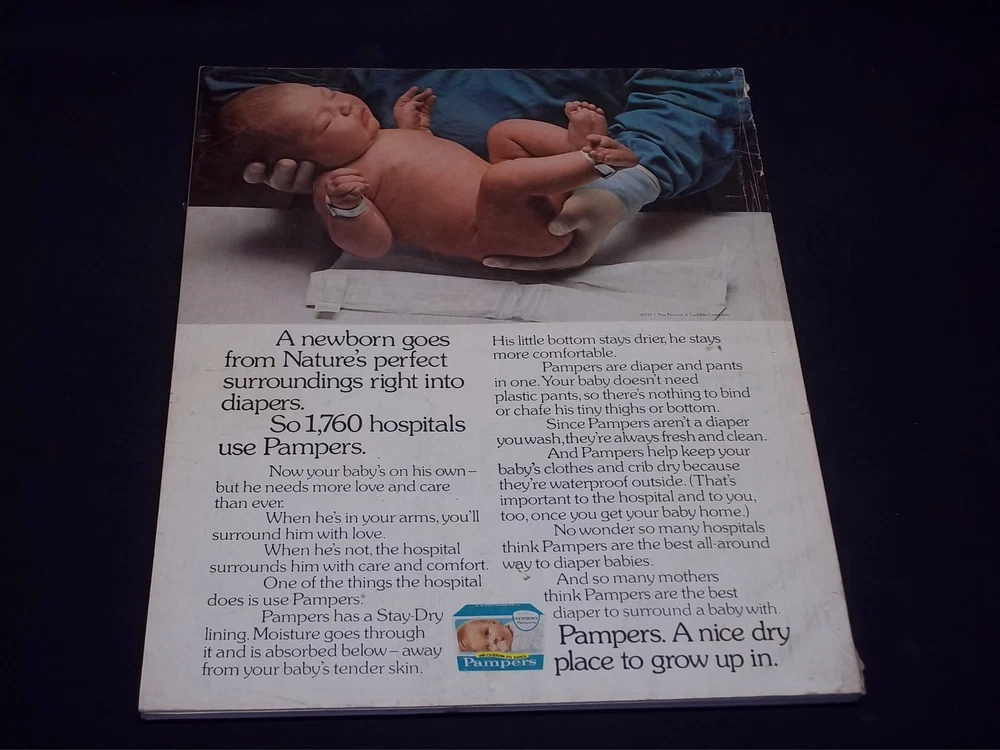 ©1973, The Procter & Gamble Company
A newborn goes
from Nature's perfect
surroundings right into
diapers.
So 1,760 hospitals
use Pampers.
Now your baby's on his own—
but he needs more love and care
than ever.
When he's in your arms, you'll
surround him with love.
When he's not, the hospital
surrounds him with care and comfort.
One of the things the hospital
does is use Pampers.®
Pampers has a Stay-Dry
lining. Moisture goes through
it and is absorbed below—away
from your baby's tender skin.
His little bottom stays drier, he stays
more comfortable.
Pampers are diaper and pants
in one. Your baby doesn't need
plastic pants, so there's nothing to bind
or chafe his tiny thighs or bottom.
Since Pampers aren't a diaper
you wash, they're always fresh and clean.
And Pampers help keep your
baby's clothes and crib dry because
they're waterproof outside. (That's
important to the hospital and to you,
too, once you get your baby home.)
No wonder so many hospitals
think Pampers are the best all-around
way to diaper babies.
And so many mothers
think Pampers are the best
diaper to surround a baby with.
Pampers
Pampers. A nice dry
place to grow up in.